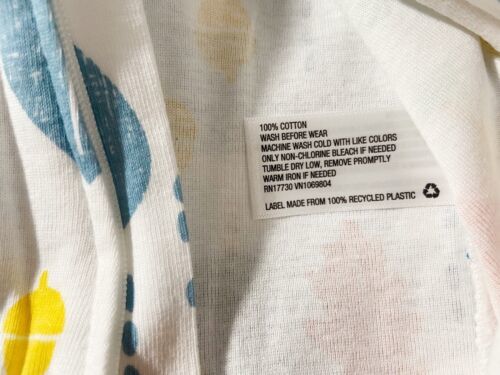 100% COTTON
WASH BEFORE WEAR
MACHINE WASH COLD WITH LIKE COLORS
ONLY NON-CHLORINE BLEACH IF NEEDED
TUMBLE DRY LOW, REMOVE PROMPTLY
WARM IRON IF NEEDED
RN17730 VN1069804
LABEL MADE FROM 100% RECYCLED PLASTIC